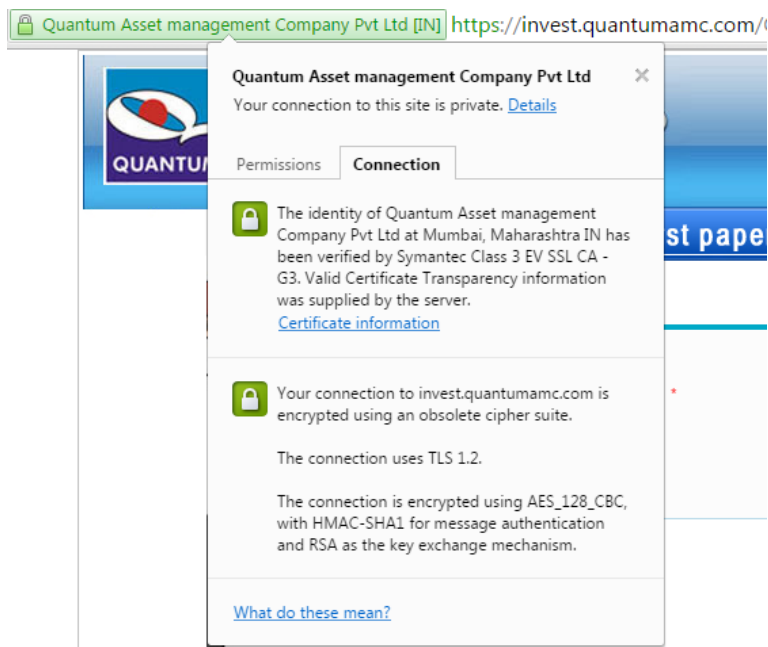 Quantum Asset management Company Pvt Ltd [IN] https://invest.quantumamc.com/
Quantum Asset management Company Pvt Ltd
Your connection to this site is private. Details
QUANTU
Permissions Connection
The identity of Quantum Asset management
Company Pvt Ltd at Mumbai, Maharashtra IN has
been verified by Symantec Class 3 EV SSL CA -
G3. Valid Certificate Transparency information
was supplied by the server.
Certificate information
st pape
Your connection to invest.quantumamc.com is
encrypted using an obsolete cipher suite.
*
The connection uses TLS 1.2.
The connection is encrypted using AES_128_CBC,
with HMAC-SHA1 for message authentication
and RSA as the key exchange mechanism.
What do these mean?